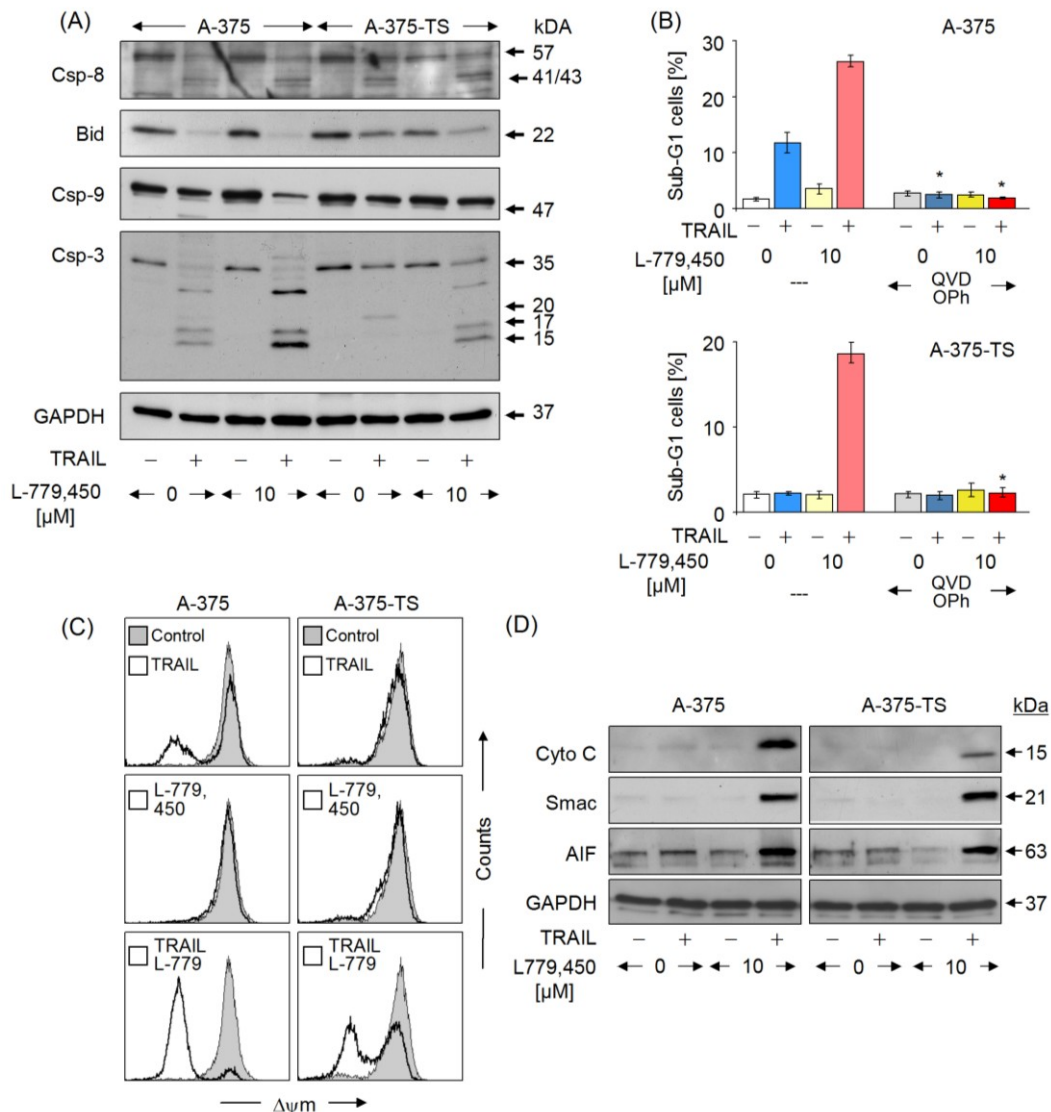 (A)
A-375 A-375-TS kDA
Csp-8
57
41/43
Bid
22
Csp-9
47
Csp-3
35
20
17
15
GAPDH
37
TRAIL − + − + − + − +
L-779,450 0 10 0 10
[µM]
(B)
A-375
Sub-G1 cells [%]
30
20
10
0
* *
TRAIL − + − + − + − +
L-779,450 0 10 0 10
[µM]
--- QVD
OPh
A-375-TS
Sub-G1 cells [%]
20
10
0
*
TRAIL − + − + − + − +
L-779,450 0 10 0 10
[µM]
--- QVD
OPh
(C)
A-375 A-375-TS
Control Control
TRAIL TRAIL
L-779, L-779,
450 450
TRAIL TRAIL
L-779 L-779
Counts
Δψm
(D)
A-375 A-375-TS kDa
Cyto C 15
Smac 21
AIF 63
GAPDH 37
TRAIL − + − + − + − +
L779,450 0 10 0 10
[µM]